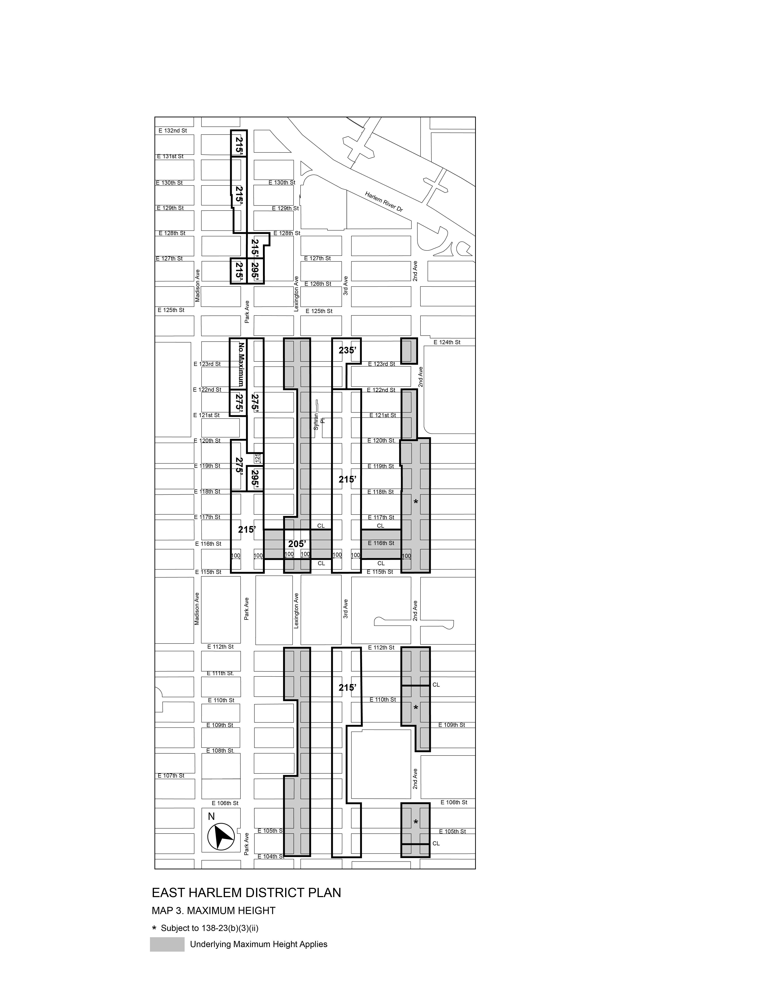 E 132nd St
215’
E 131st St
E 130th St
E 130th St
215’
Harlem River Dr
E 129th St
E 129th St
E 128th St
E 128th St
215’
E 127th St
E 127th St
215’
295’
2nd Ave
Madison Ave
Lexington Ave
3rd Ave
E 126th St
E 125th St
Park Ave
E 125th St
E 124th St
No Maximum
235’
E 123rd St
E 123rd St
2nd Ave
E 122nd St
E 122nd St
275’
275’
E 121st St
Sylvan
Pl
E 121st St
E 120th St
E 120th St.
125
E 119th St
275’
E 119th St
295’
215’
E 118th St
E 118th St
*
E 117th St
E 117th St
215’
CL
CL
E 116th St
205’
E 116th St
100
100
100
100
100
100
100
CL
CL
E 115th St
E 115th St
Madison Ave
Park Ave
Lexington Ave
3rd Ave
2nd Ave
E 112th St
E 112th St
E 111th St.
215’
CL
E 110th St
E 110th St
*
E 109th St
E 109th St
E 108th St.
E 107th St
2nd Ave
E 106th St
E 106th St
N
*
E 105th S
E 105th St
Park Ave
CL
E 104th St
EAST HARLEM DISTRICT PLAN
MAP 3. MAXIMUM HEIGHT
* Subject to 138-23(b)(3)(ii)
Underlying Maximum Height Applies